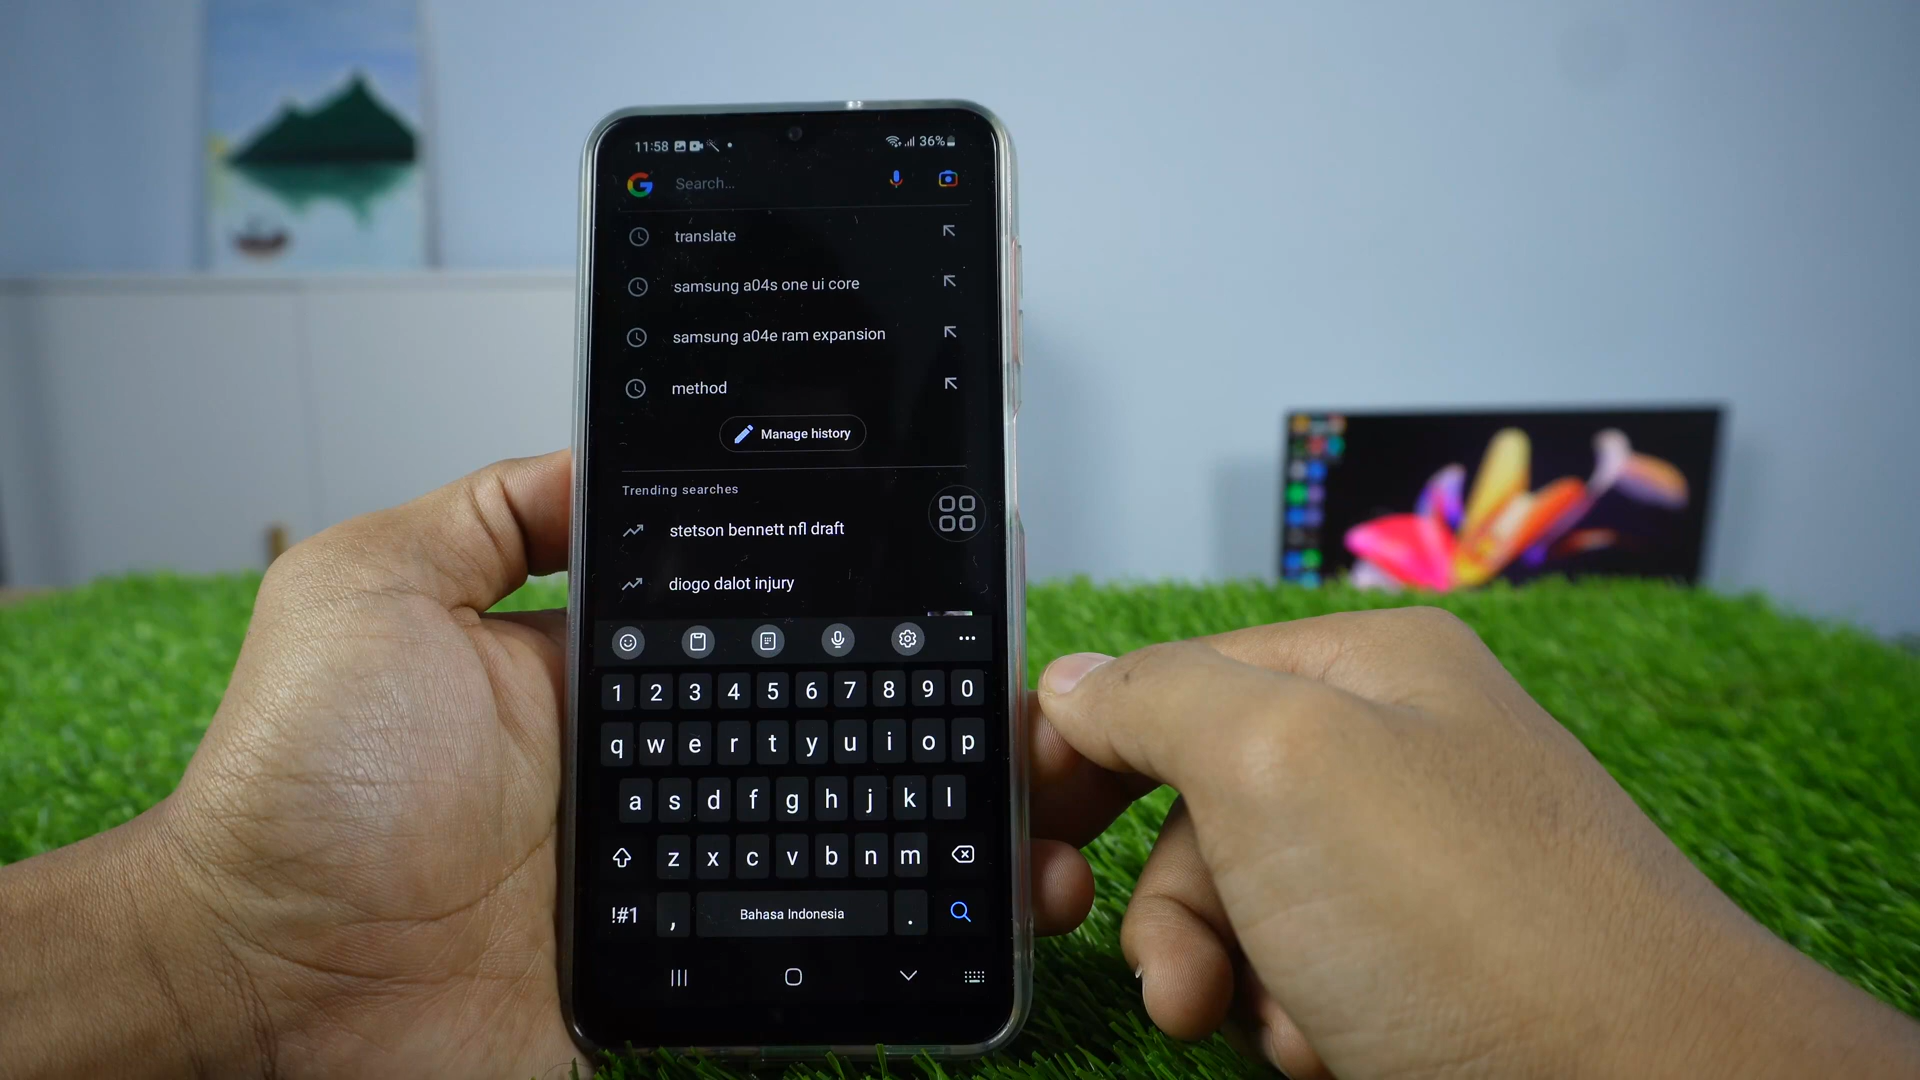 11:58
36%
Search...
translate
samsung a04s one ui core
samsung a04e ram expansion
method
Manage history
Trending searches
stetson bennett nfl draft
diogo dalot injury
1 2 3 4 5 6 7 8 9 0
q w e r t y u i o p
a s d f g h j k l
z x c v b n m
!#1 , Bahasa Indonesia .